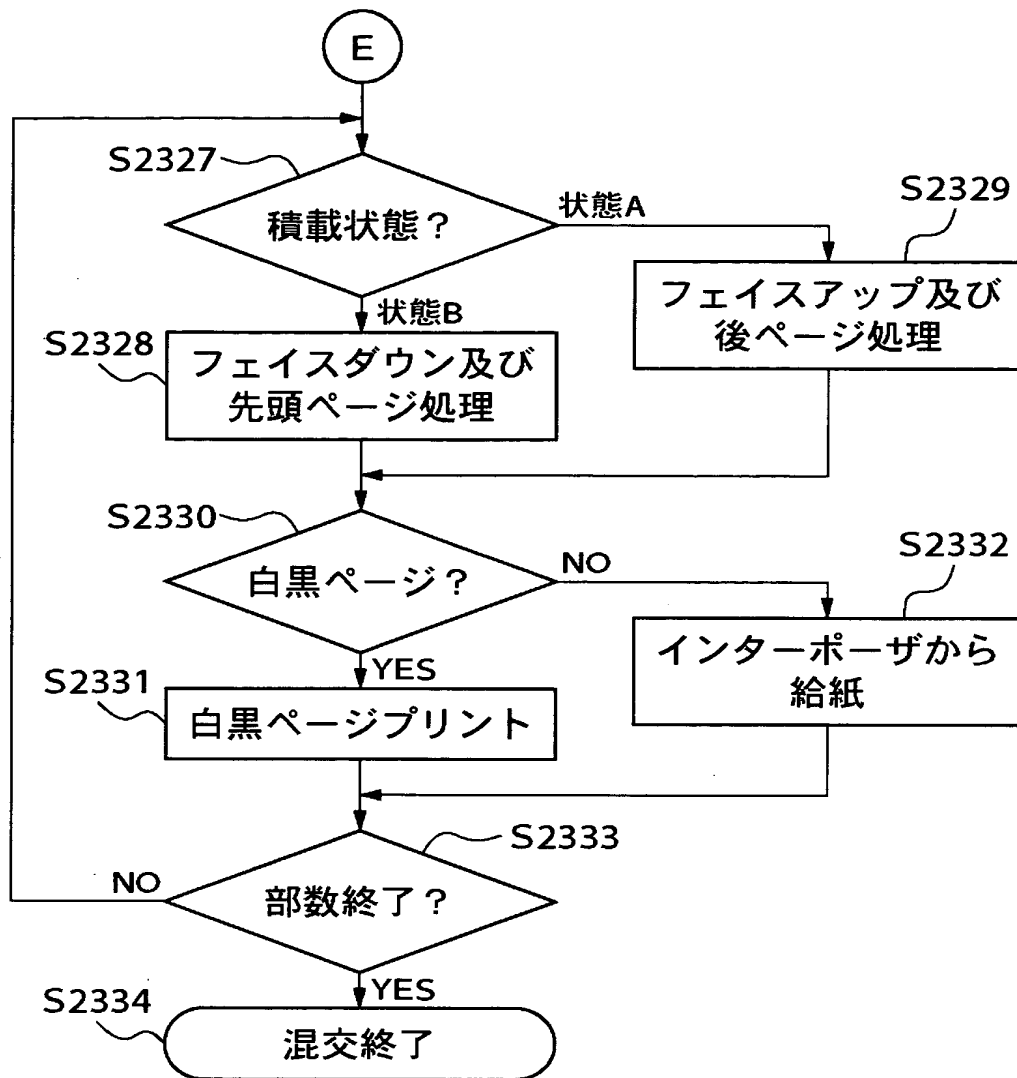 E
S2327
積載状態？
状態A
S2329
フェイスアップ及び
後ページ処理
状態B
S2328
フェイスダウン及び
先頭ページ処理
S2330
白黒ページ？
NO
S2332
インターポーザから
給紙
YES
S2331
白黒ページプリント
S2333
NO
部数終了？
YES
S2334
混交終了